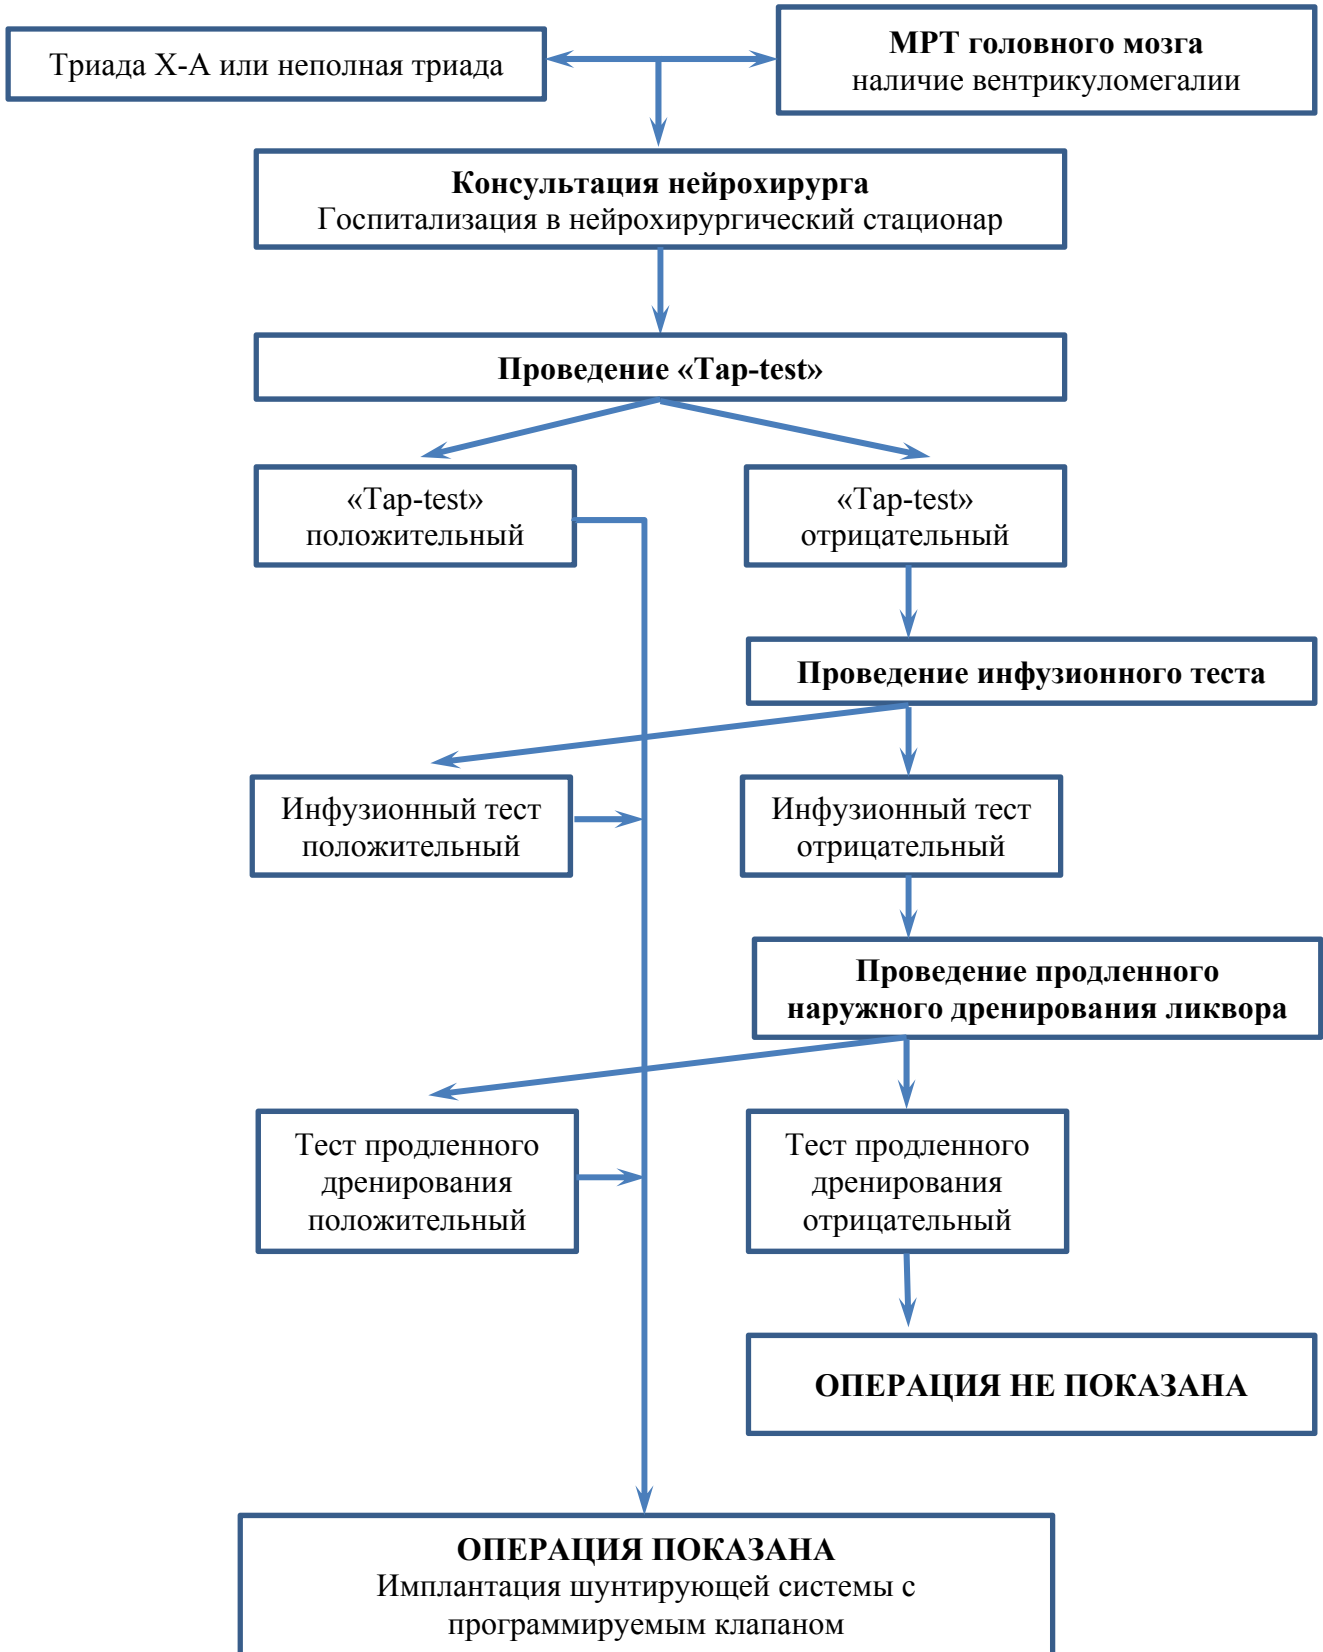 Триада Х-А или неполная триада
МРТ головного мозга
наличие вентрикуломегалии
Консультация нейрохирурга
Госпитализация в нейрохирургический стационар
Проведение «Tap-test»
«Tap-test»
положительный
«Tap-test»
отрицательный
Проведение инфузионного теста
Инфузионный тест
положительный
Инфузионный тест
отрицательный
Проведение продленного
наружного дренирования ликвора
Тест продленного
дренирования
положительный
Тест продленного
дренирования
отрицательный
ОПЕРАЦИЯ НЕ ПОКАЗАНА
ОПЕРАЦИЯ ПОКАЗАНА
Имплантация шунтирующей системы с
программируемым клапаном